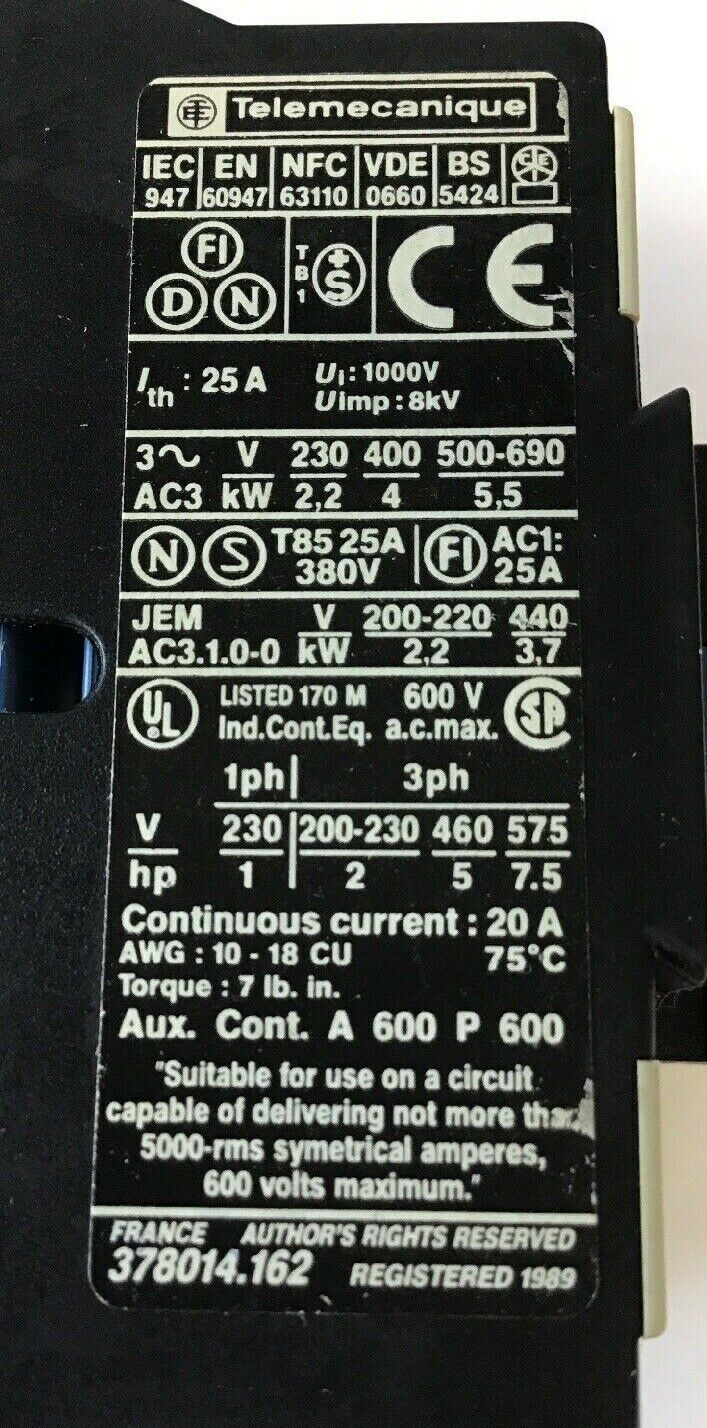 TE Telemecanique
IEC EN NFC VDE BS
947 60947 63110 0660 5424
FI
D N
TB1 +S
CE
Ith : 25 A Ui : 1000V
Uimp : 8kV
3~ V 230 400 500-690
AC3 kW 2,2 4 5,5
N S T85 25A FI AC1:
380V 25A
JEM V 200-220 440
AC3.1.0-0 kW 2,2 3,7
UL LISTED 170 M 600 V SA
Ind.Cont.Eq. a.c.max.
1ph 3ph
V 230 200-230 460 575
hp 1 2 5 7.5
Continuous current : 20 A
AWG : 10 - 18 CU 75°C
Torque : 7 lb. in.
Aux. Cont. A 600 P 600
"Suitable for use on a circuit
capable of delivering not more than
5000-rms symetrical amperes,
600 volts maximum."
FRANCE AUTHOR'S RIGHTS RESERVED
378014.162 REGISTERED 1989